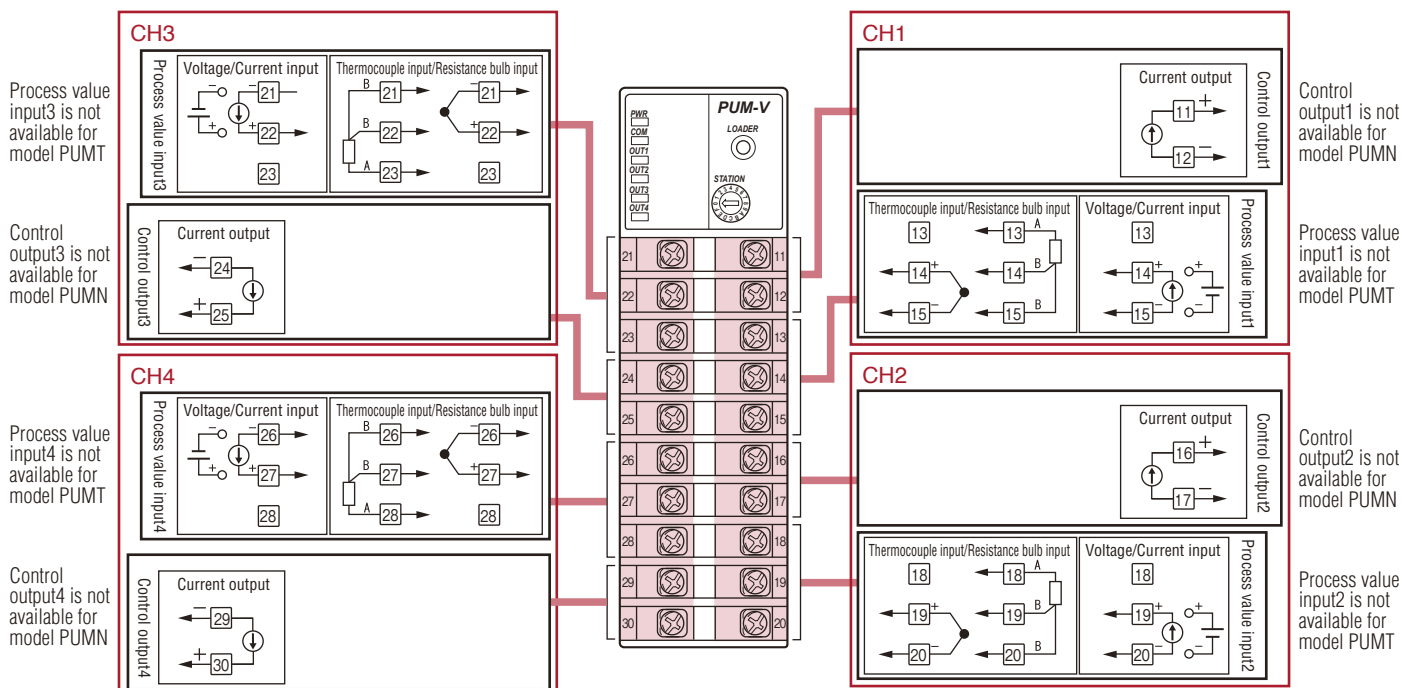 CH3
Process value input3
Voltage/Current input
− − 21
+ + 22
23
Thermocouple input/Resistance bulb input
B 21
B 22
A 23
− 21
+ 22
23
Process value
input3 is not
available for
model PUMT
Control output3
Current output
− 24
+ 25
Control
output3 is not
available for
model PUMN
CH4
Process value input4
Voltage/Current input
− − 26
+ + 27
28
Thermocouple input/Resistance bulb input
B 26
B 27
A 28
− 26
+ 27
28
Process value
input4 is not
available for
model PUMT
Control output4
Current output
− 29
+ 30
Control
output4 is not
available for
model PUMN
PUM-V
PWR
COM
OUT1
OUT2
OUT3
OUT4
LOADER
STATION
0 1 2 3 4 5 6 7 8 9 A B C D E F
21 11
22 12
23 13
24 14
25 15
26 16
27 17
28 18
29 19
30 20
CH1
Current output
11 +
12 −
Control output1
Control
output1 is not
available for
model PUMN
Thermocouple input/Resistance bulb input
13
14 +
15 −
13 A
14 B
15 B
Voltage/Current input
13
14 + +
15 − −
Process value input1
Process value
input1 is not
available for
model PUMT
CH2
Current output
16 +
17 −
Control output2
Control
output2 is not
available for
model PUMN
Thermocouple input/Resistance bulb input
18
19 +
20 −
18 A
19 B
20 B
Voltage/Current input
18
19 + +
20 − −
Process value input2
Process value
input2 is not
available for
model PUMT